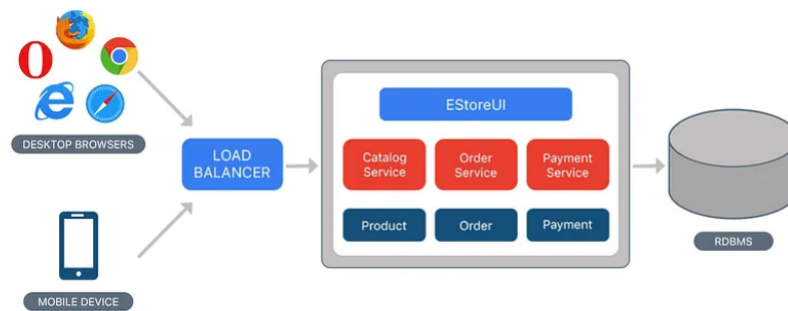 DESKTOP BROWSERS
MOBILE DEVICE
LOAD
BALANCER
EStoreUI
Catalog
Service
Order
Service
Payment
Service
Product
Order
Payment
RDBMS